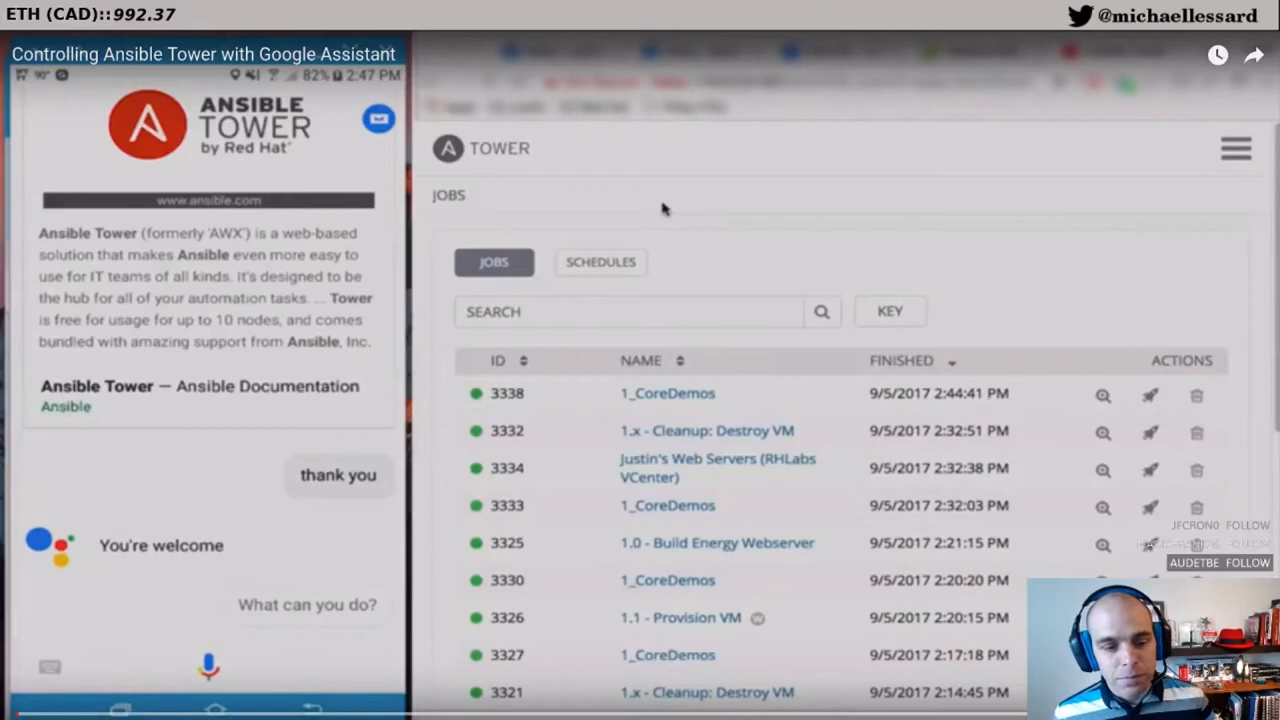 ETH (CAD)::992.37
@michaellessard
Controlling Ansible Tower with Google Assistant
90°
82% 2:47 PM
ANSIBLE
TOWER
by Red Hat®
www.ansible.com
Ansible Tower (formerly 'AWX') is a web-based
solution that makes Ansible even more easy to
use for IT teams of all kinds. It's designed to be
the hub for all of your automation tasks. ... Tower
is free for usage for up to 10 nodes, and comes
bundled with amazing support from Ansible, Inc.
Ansible Tower — Ansible Documentation
Ansible
thank you
You're welcome
What can you do?
A TOWER
JOBS
JOBS SCHEDULES
SEARCH KEY
ID NAME FINISHED ACTIONS
3338 1_CoreDemos 9/5/2017 2:44:41 PM
3332 1.x - Cleanup: Destroy VM 9/5/2017 2:32:51 PM
3334 Justin's Web Servers (RHLabs VCenter) 9/5/2017 2:32:38 PM
3333 1_CoreDemos 9/5/2017 2:32:03 PM
3325 1.0 - Build Energy Webserver 9/5/2017 2:21:15 PM
3330 1_CoreDemos 9/5/2017 2:20:20 PM
3326 1.1 - Provision VM W 9/5/2017 2:20:15 PM
3327 1_CoreDemos 9/5/2017 2:17:18 PM
3321 1.x - Cleanup: Destroy VM 9/5/2017 2:14:45 PM
JFCRON0 FOLLOW
AUDETBE FOLLOW